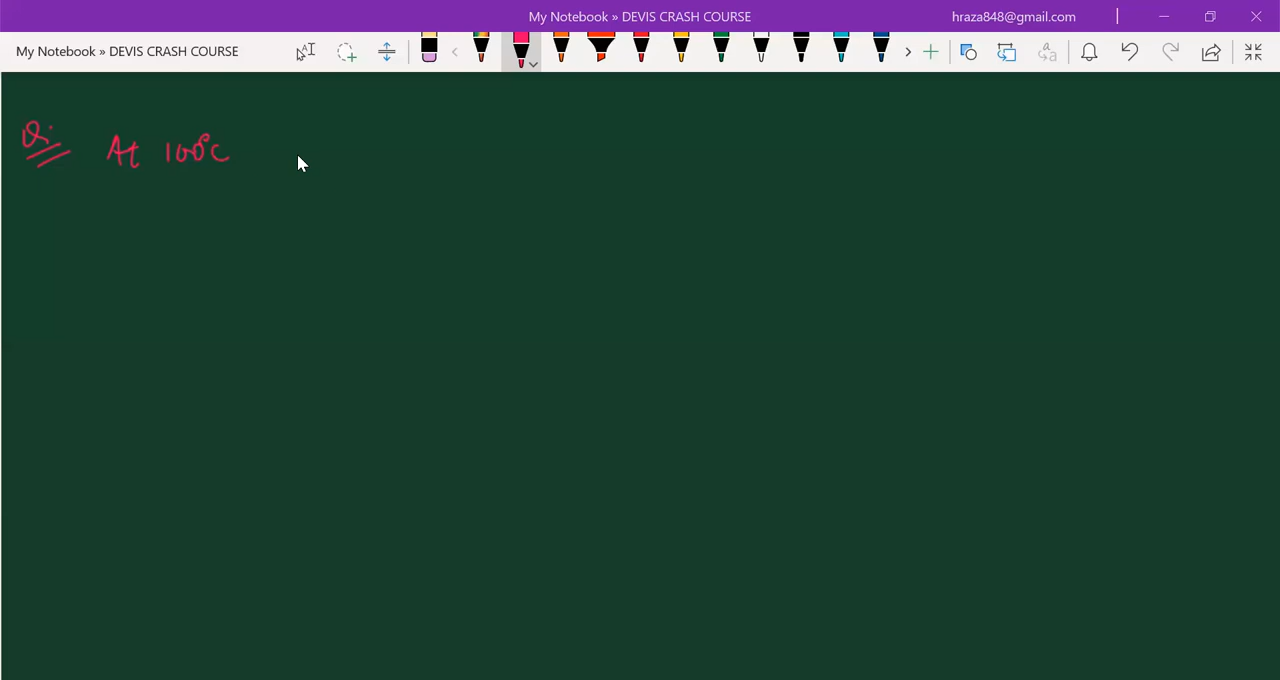 My Notebook » DEVIS CRASH COURSE
hraza848@gmail.com
My Notebook » DEVIS CRASH COURSE
Q:
At 100°C